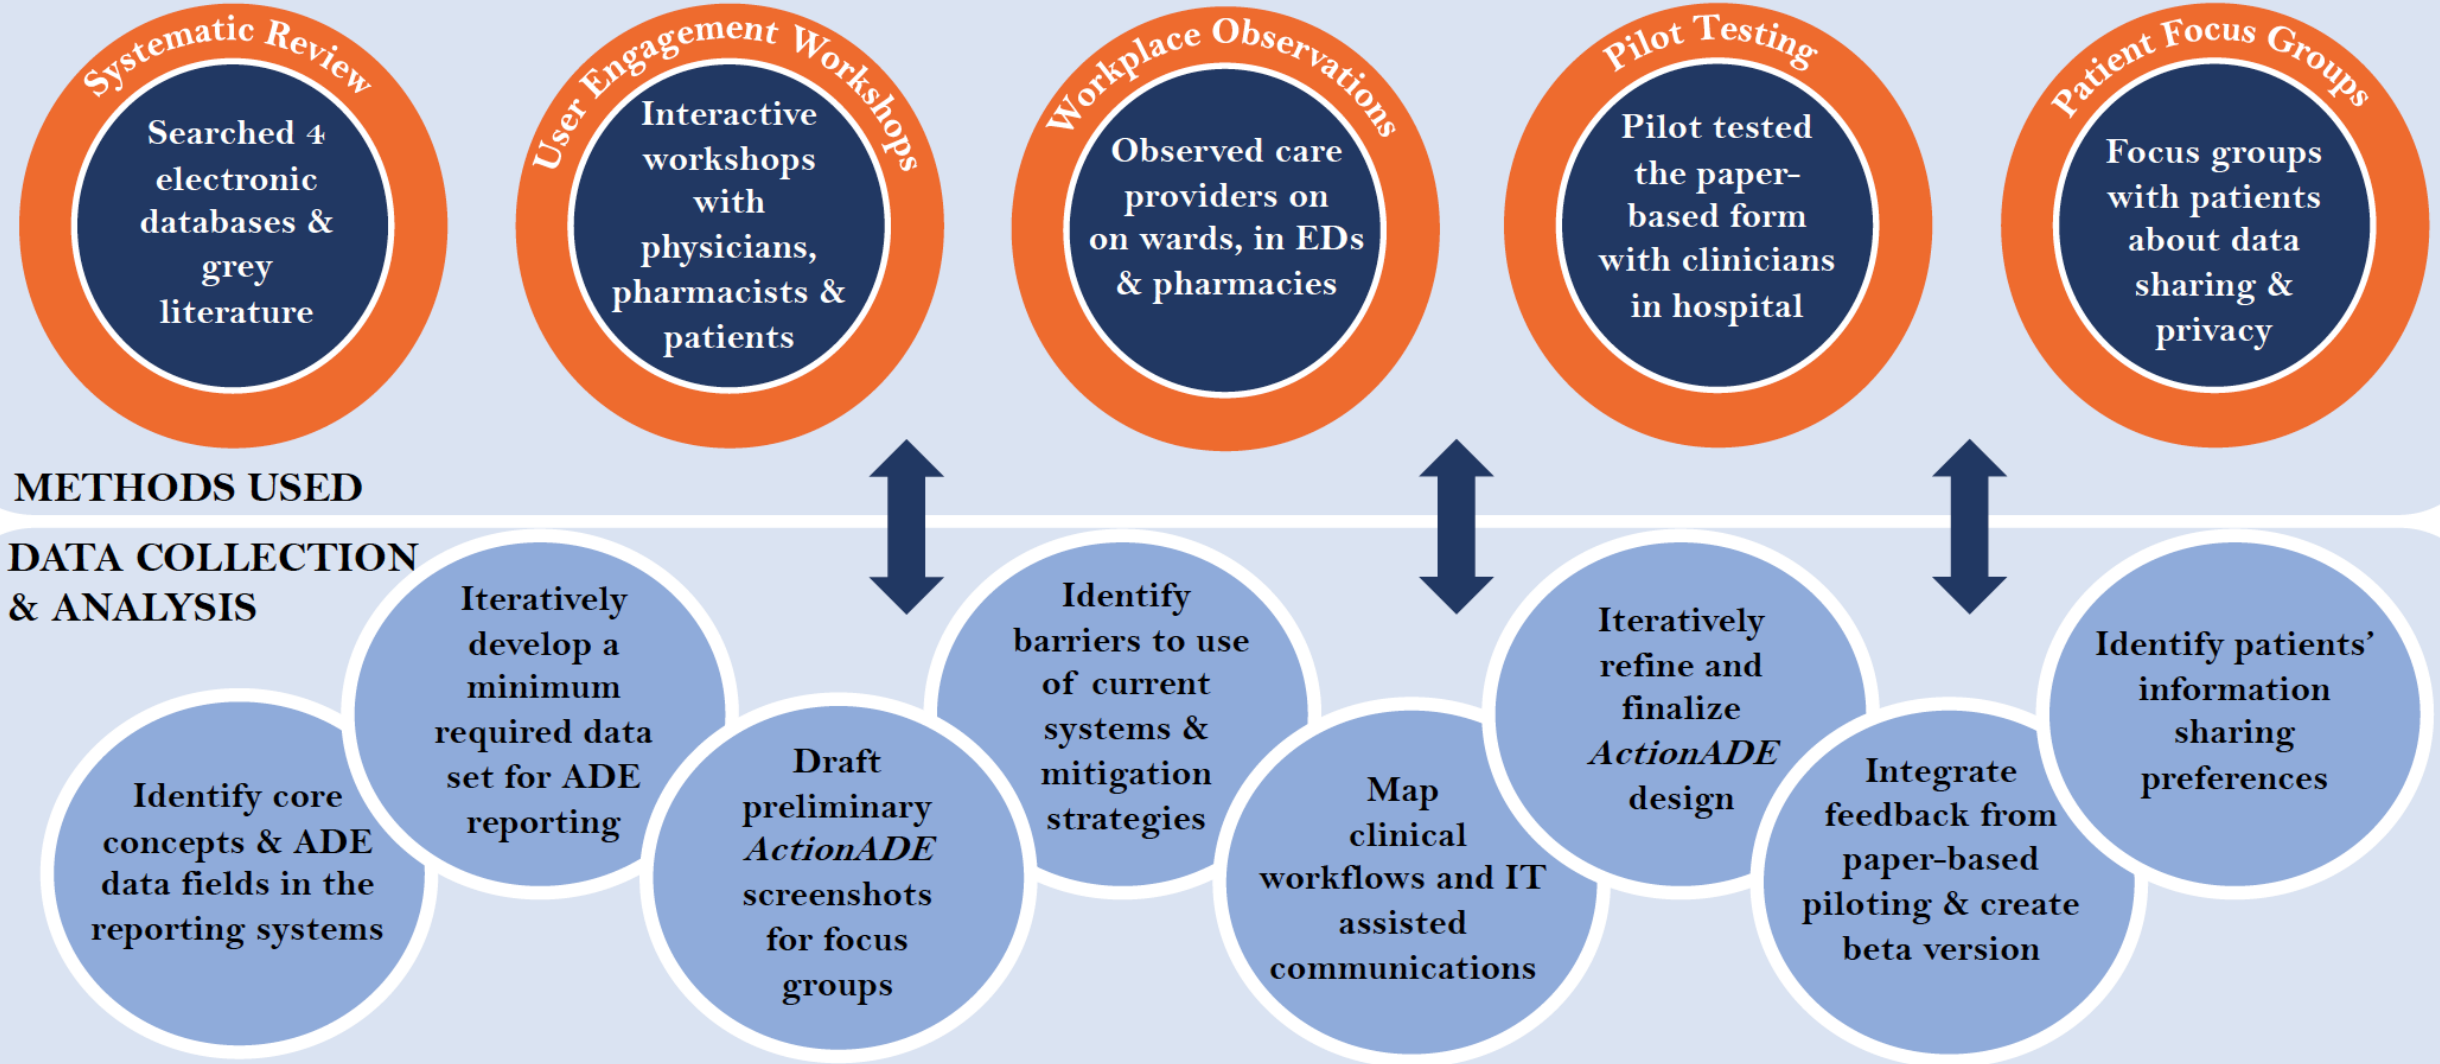 Systematic Review
Searched 4
electronic
databases &
grey
literature
User Engagement Workshops
Interactive
workshops
with
physicians,
pharmacists &
patients
Workplace Observations
Observed care
providers on
on wards, in EDs
& pharmacies
Pilot Testing
Pilot tested
the paper-
based form
with clinicians
in hospital
Patient Focus Groups
Focus groups
with patients
about data
sharing &
privacy
METHODS USED
DATA COLLECTION
& ANALYSIS
Identify core
concepts & ADE
data fields in the
reporting systems
Iteratively
develop a
minimum
required data
set for ADE
reporting
Draft
preliminary
ActionADE
screenshots
for focus
groups
Identify
barriers to use
of current
systems &
mitigation
strategies
Map
clinical
workflows and IT
assisted
communications
Iteratively
refine and
finalize
ActionADE
design
Integrate
feedback from
paper-based
piloting & create
beta version
Identify patients’
information
sharing
preferences